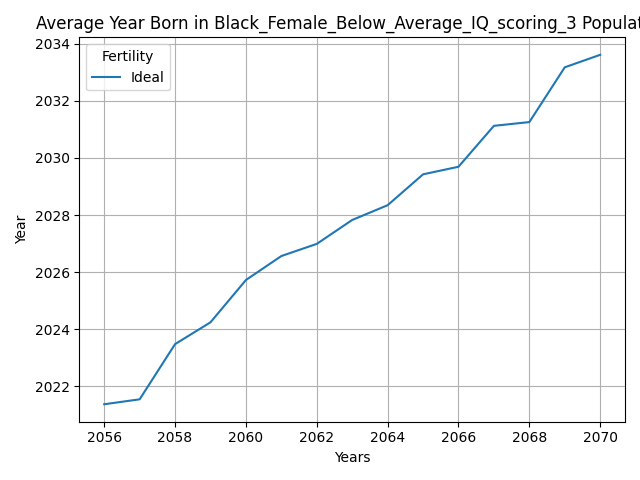 Average Year Born in Black_Female_Below_Average_IQ_scoring_3 Populat
Fertility
Ideal
2034
2032
2030
2028
2026
2024
2022
Year
2056 2058 2060 2062 2064 2066 2068 2070
Years